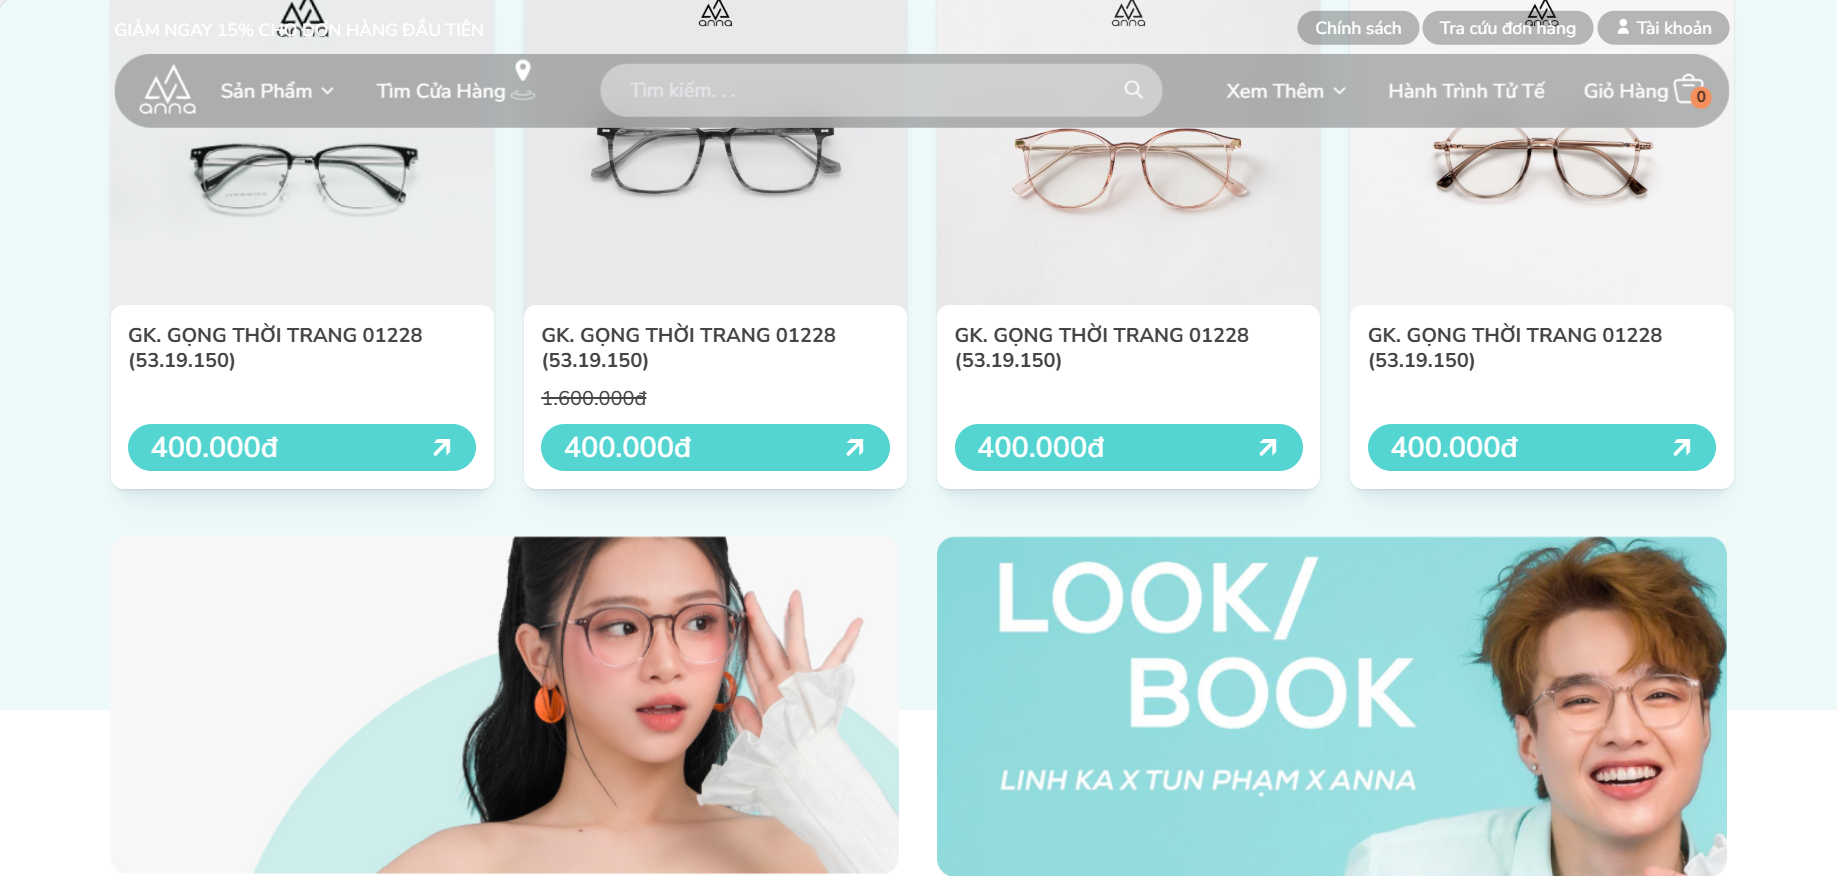 GIẢM NGAY 15% CHO ĐƠN HÀNG ĐẦU TIÊN
Chính sách
Tra cứu đơn hàng
Tài khoản
anna
anna
anna
anna
anna
Sản Phẩm
Tìm Cửa Hàng
Tìm kiếm. . .
Xem Thêm
Hành Trình Tử Tế
Giỏ Hàng
0
GK. GỌNG THỜI TRANG 01228
(53.19.150)
400.000đ
GK. GỌNG THỜI TRANG 01228
(53.19.150)
1.600.000đ
400.000đ
GK. GỌNG THỜI TRANG 01228
(53.19.150)
400.000đ
GK. GỌNG THỜI TRANG 01228
(53.19.150)
400.000đ
LOOK/
BOOK
LINH KA X TUN PHẠM X ANNA